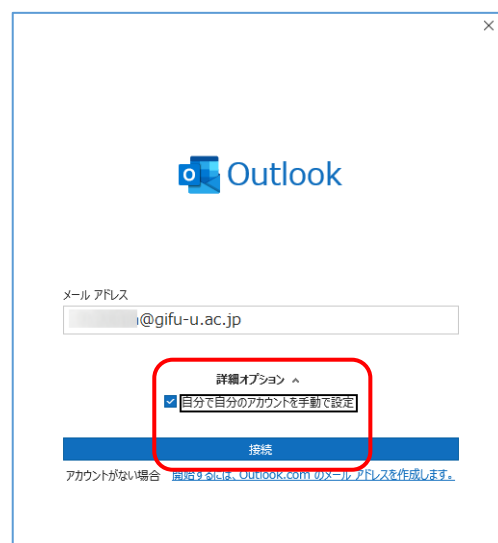 Outlook
メール アドレス
@gifu-u.ac.jp
詳細オプション
自分で自分のアカウントを手動で設定
接続
アカウントがない場合 開始するには、Outlook.com のメール アドレスを作成します。